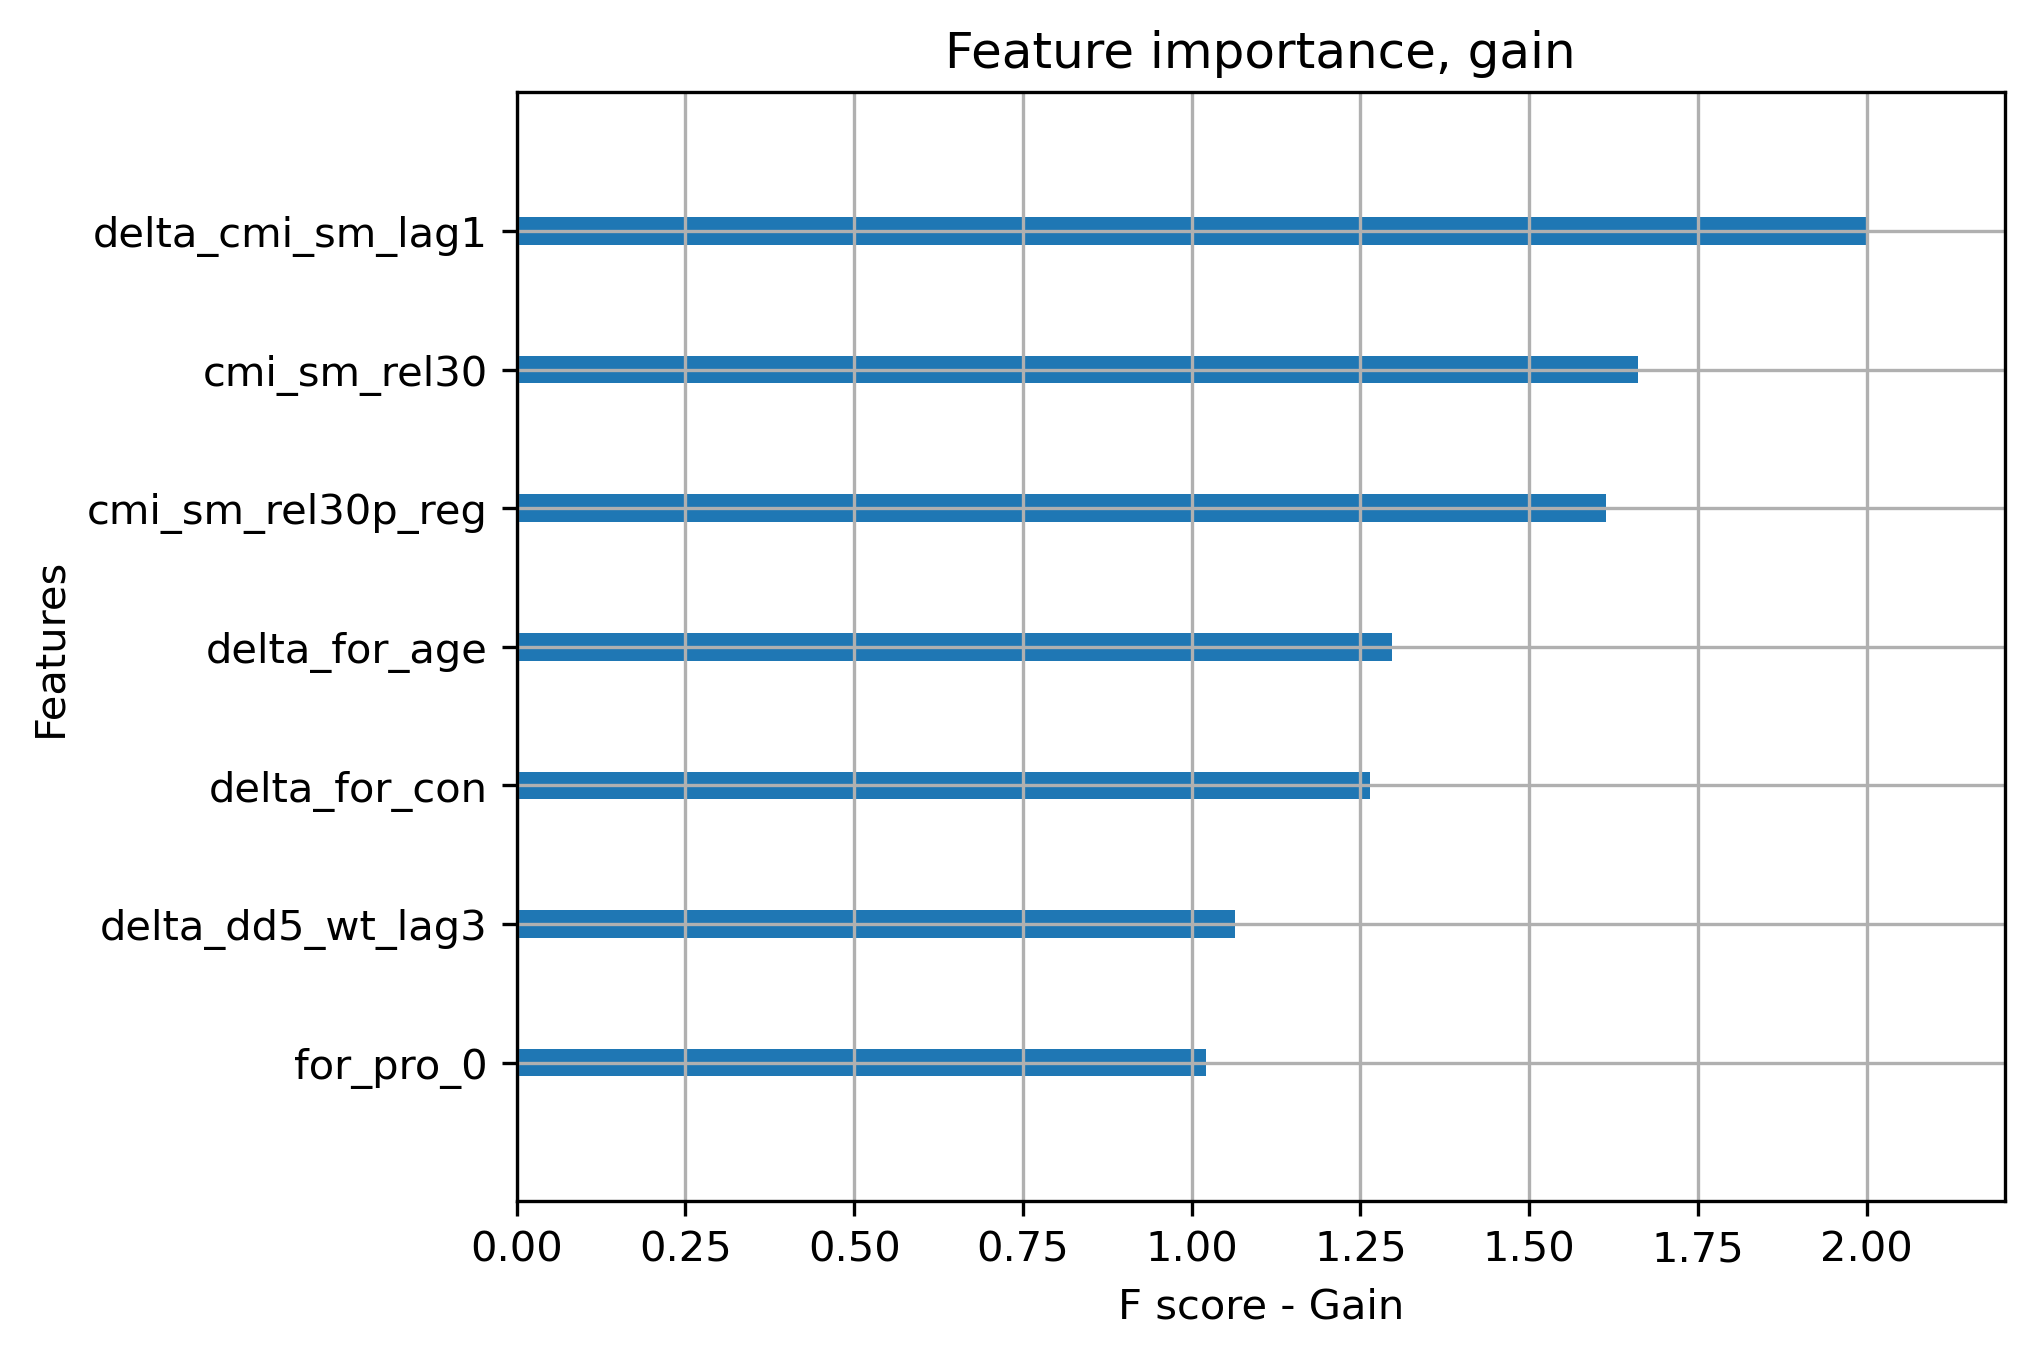 Feature importance, gain
delta_cmi_sm_lag1
cmi_sm_rel30
cmi_sm_rel30p_reg
delta_for_age
delta_for_con
delta_dd5_wt_lag3
for_pro_0
Features
0.00 0.25 0.50 0.75 1.00 1.25 1.50 1.75 2.00
F score - Gain